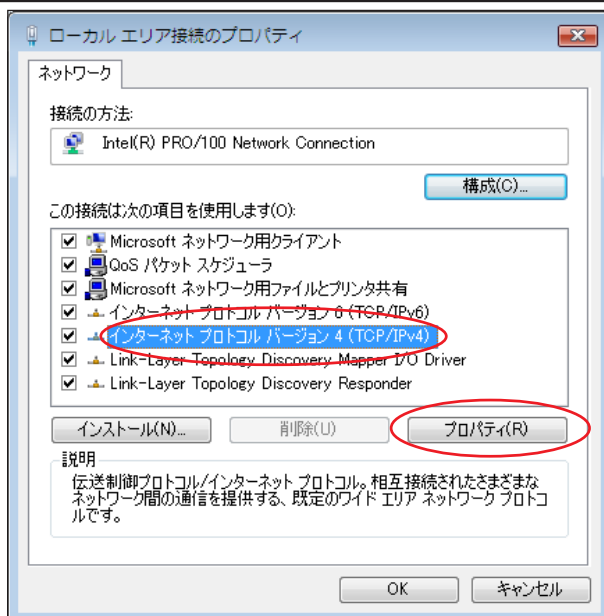 ローカル エリア接続のプロパティ
ネットワーク
接続の方法:
Intel(R) PRO/100 Network Connection
構成(C)...
この接続は次の項目を使用します(O):
Microsoft ネットワーク用クライアント
QoS パケット スケジューラ
Microsoft ネットワーク用ファイルとプリンタ共有
インターネット プロトコル バージョン 6 (TCP/IPv6)
インターネット プロトコル バージョン 4 (TCP/IPv4)
Link-Layer Topology Discovery Mapper I/O Driver
Link-Layer Topology Discovery Responder
インストール(N)... 削除(U) プロパティ(R)
説明
伝送制御プロトコル/インターネット プロトコル。相互接続されたさまざまな
ネットワーク間の通信を提供する、既定のワイド エリア ネットワーク プロトコ
ルです。
OK キャンセル